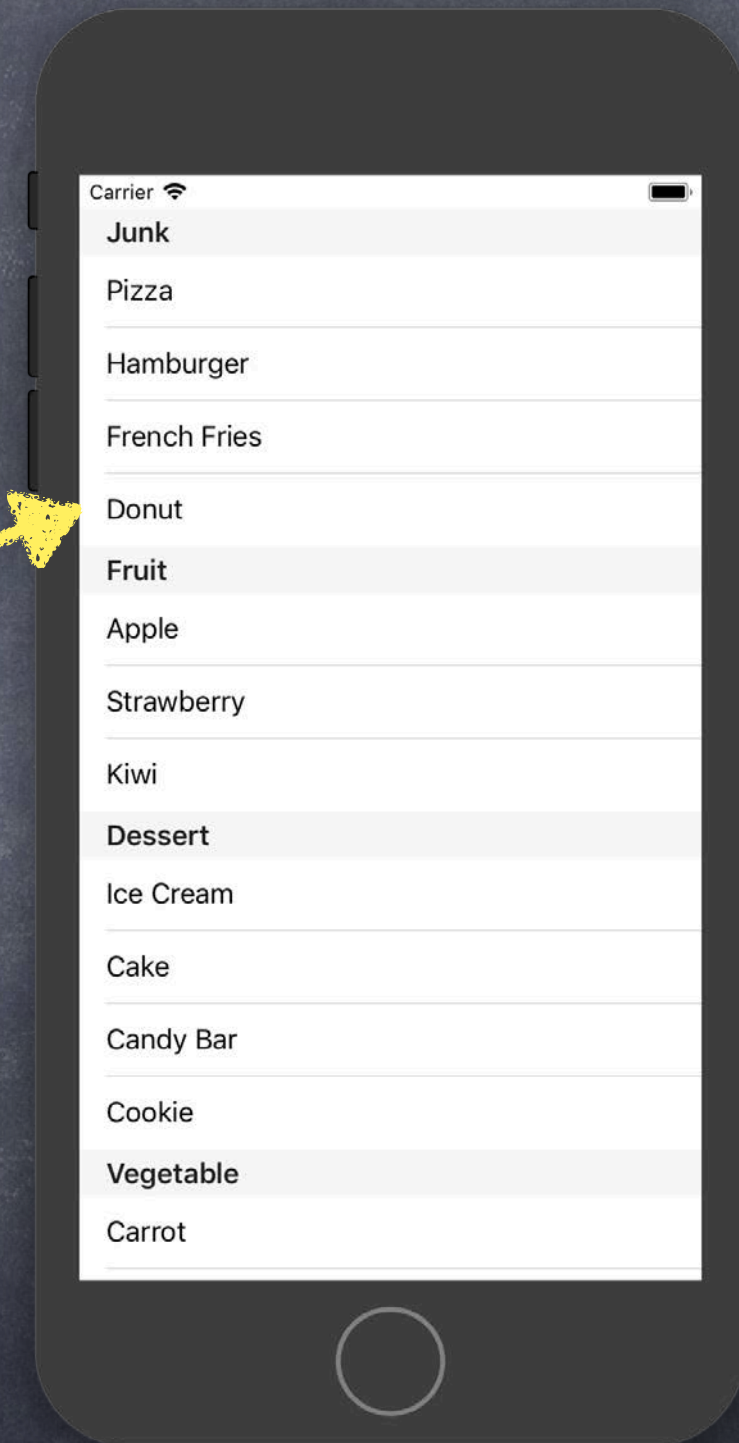 Carrier
Junk
Pizza
Hamburger
French Fries
Donut
Fruit
Apple
Strawberry
Kiwi
Dessert
Ice Cream
Cake
Candy Bar
Cookie
Vegetable
Carrot